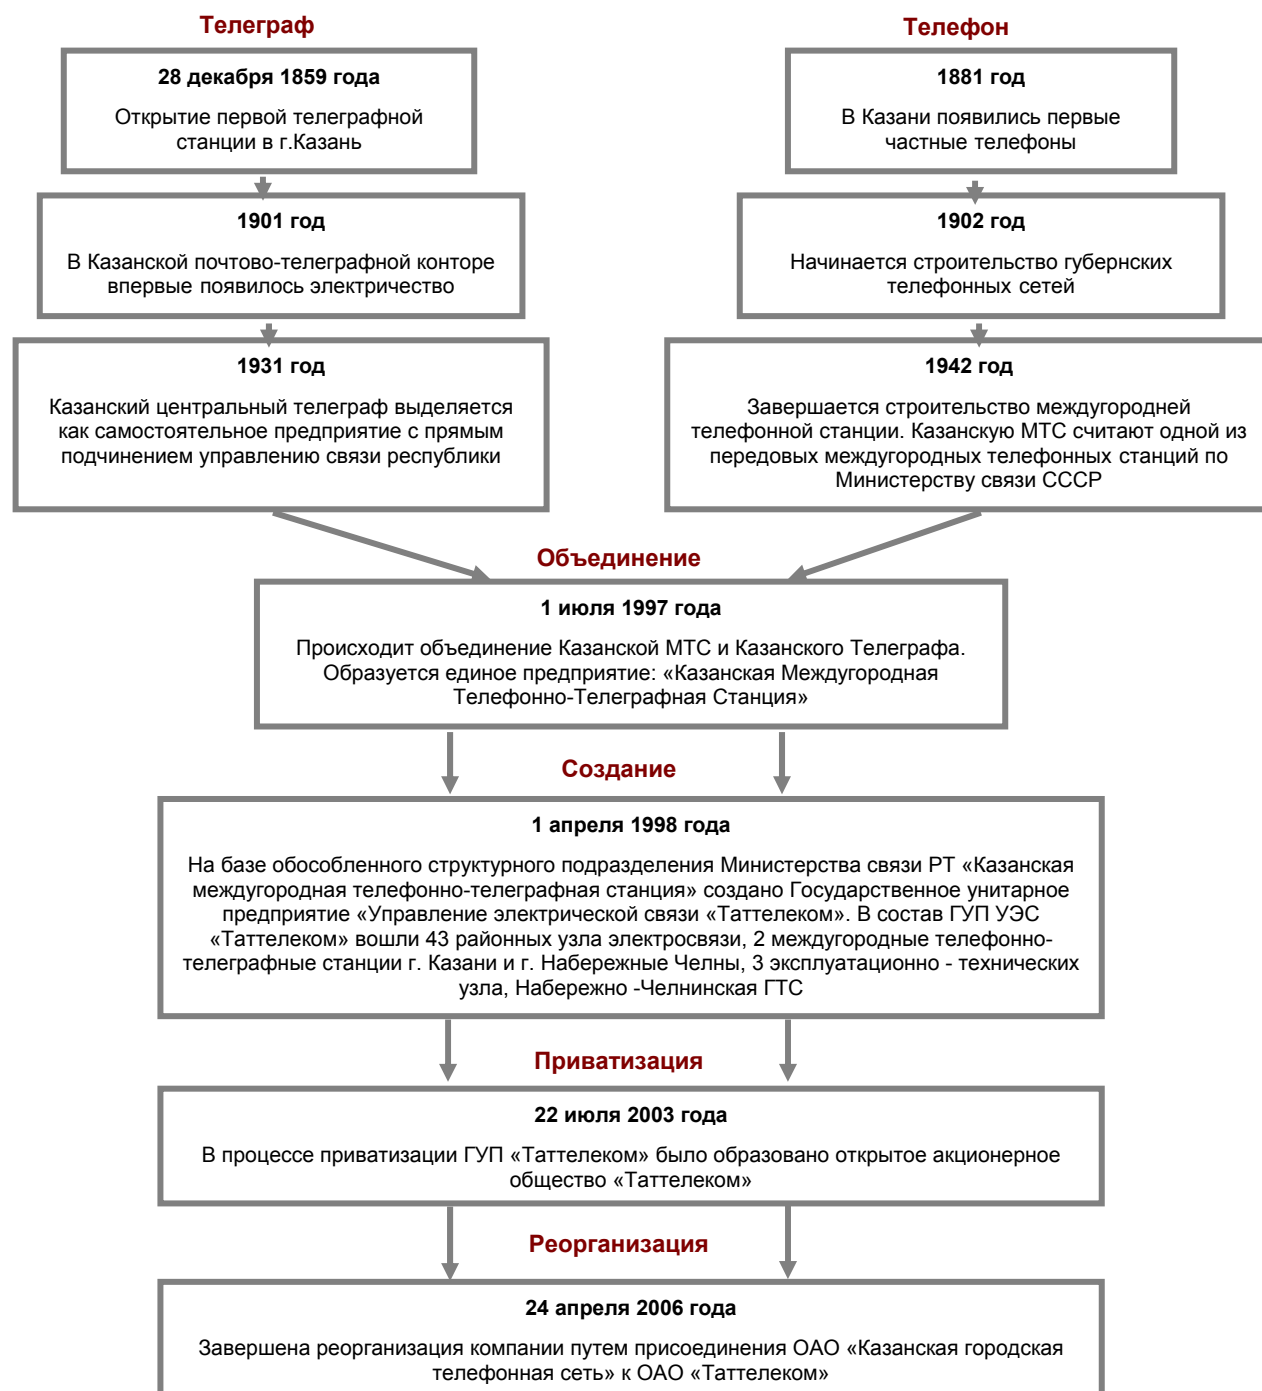 Телеграф
28 декабря 1859 года
Открытие первой телеграфной
станции в г.Казань
1901 год
В Казанской почтово-телеграфной конторе
впервые появилось электричество
1931 год
Казанский центральный телеграф выделяется
как самостоятельное предприятие с прямым
подчинением управлению связи республики
Телефон
1881 год
В Казани появились первые
частные телефоны
1902 год
Начинается строительство губернских
телефонных сетей
1942 год
Завершается строительство междугородней
телефонной станции. Казанскую МТС считают одной из
передовых междугородных телефонных станций по
Министерству связи СССР
Объединение
1 июля 1997 года
Происходит объединение Казанской МТС и Казанского Телеграфа.
Образуется единое предприятие: «Казанская Междугородная
Телефонно-Телеграфная Станция»
Создание
1 апреля 1998 года
На базе обособленного структурного подразделения Министерства связи РТ «Казанская
междугородная телефонно-телеграфная станция» создано Государственное унитарное
предприятие «Управление электрической связи «Таттелеком». В состав ГУП УЭС
«Таттелеком» вошли 43 районных узла электросвязи, 2 междугородные телефонно-
телеграфные станции г. Казани и г. Набережные Челны, 3 эксплуатационно - технических
узла, Набережно -Челнинская ГТС
Приватизация
22 июля 2003 года
В процессе приватизации ГУП «Таттелеком» было образовано открытое акционерное
общество «Таттелеком»
Реорганизация
24 апреля 2006 года
Завершена реорганизация компании путем присоединения ОАО «Казанская городская
телефонная сеть» к ОАО «Таттелеком»